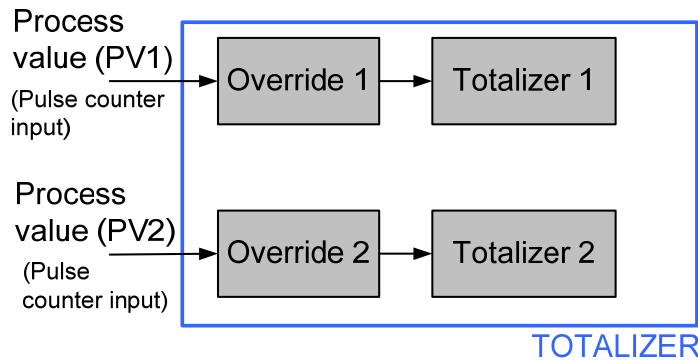 Process
value (PV1)
(Pulse counter
input)
Override 1
Totalizer 1
Process
value (PV2)
(Pulse
counter input)
Override 2
Totalizer 2
TOTALIZER